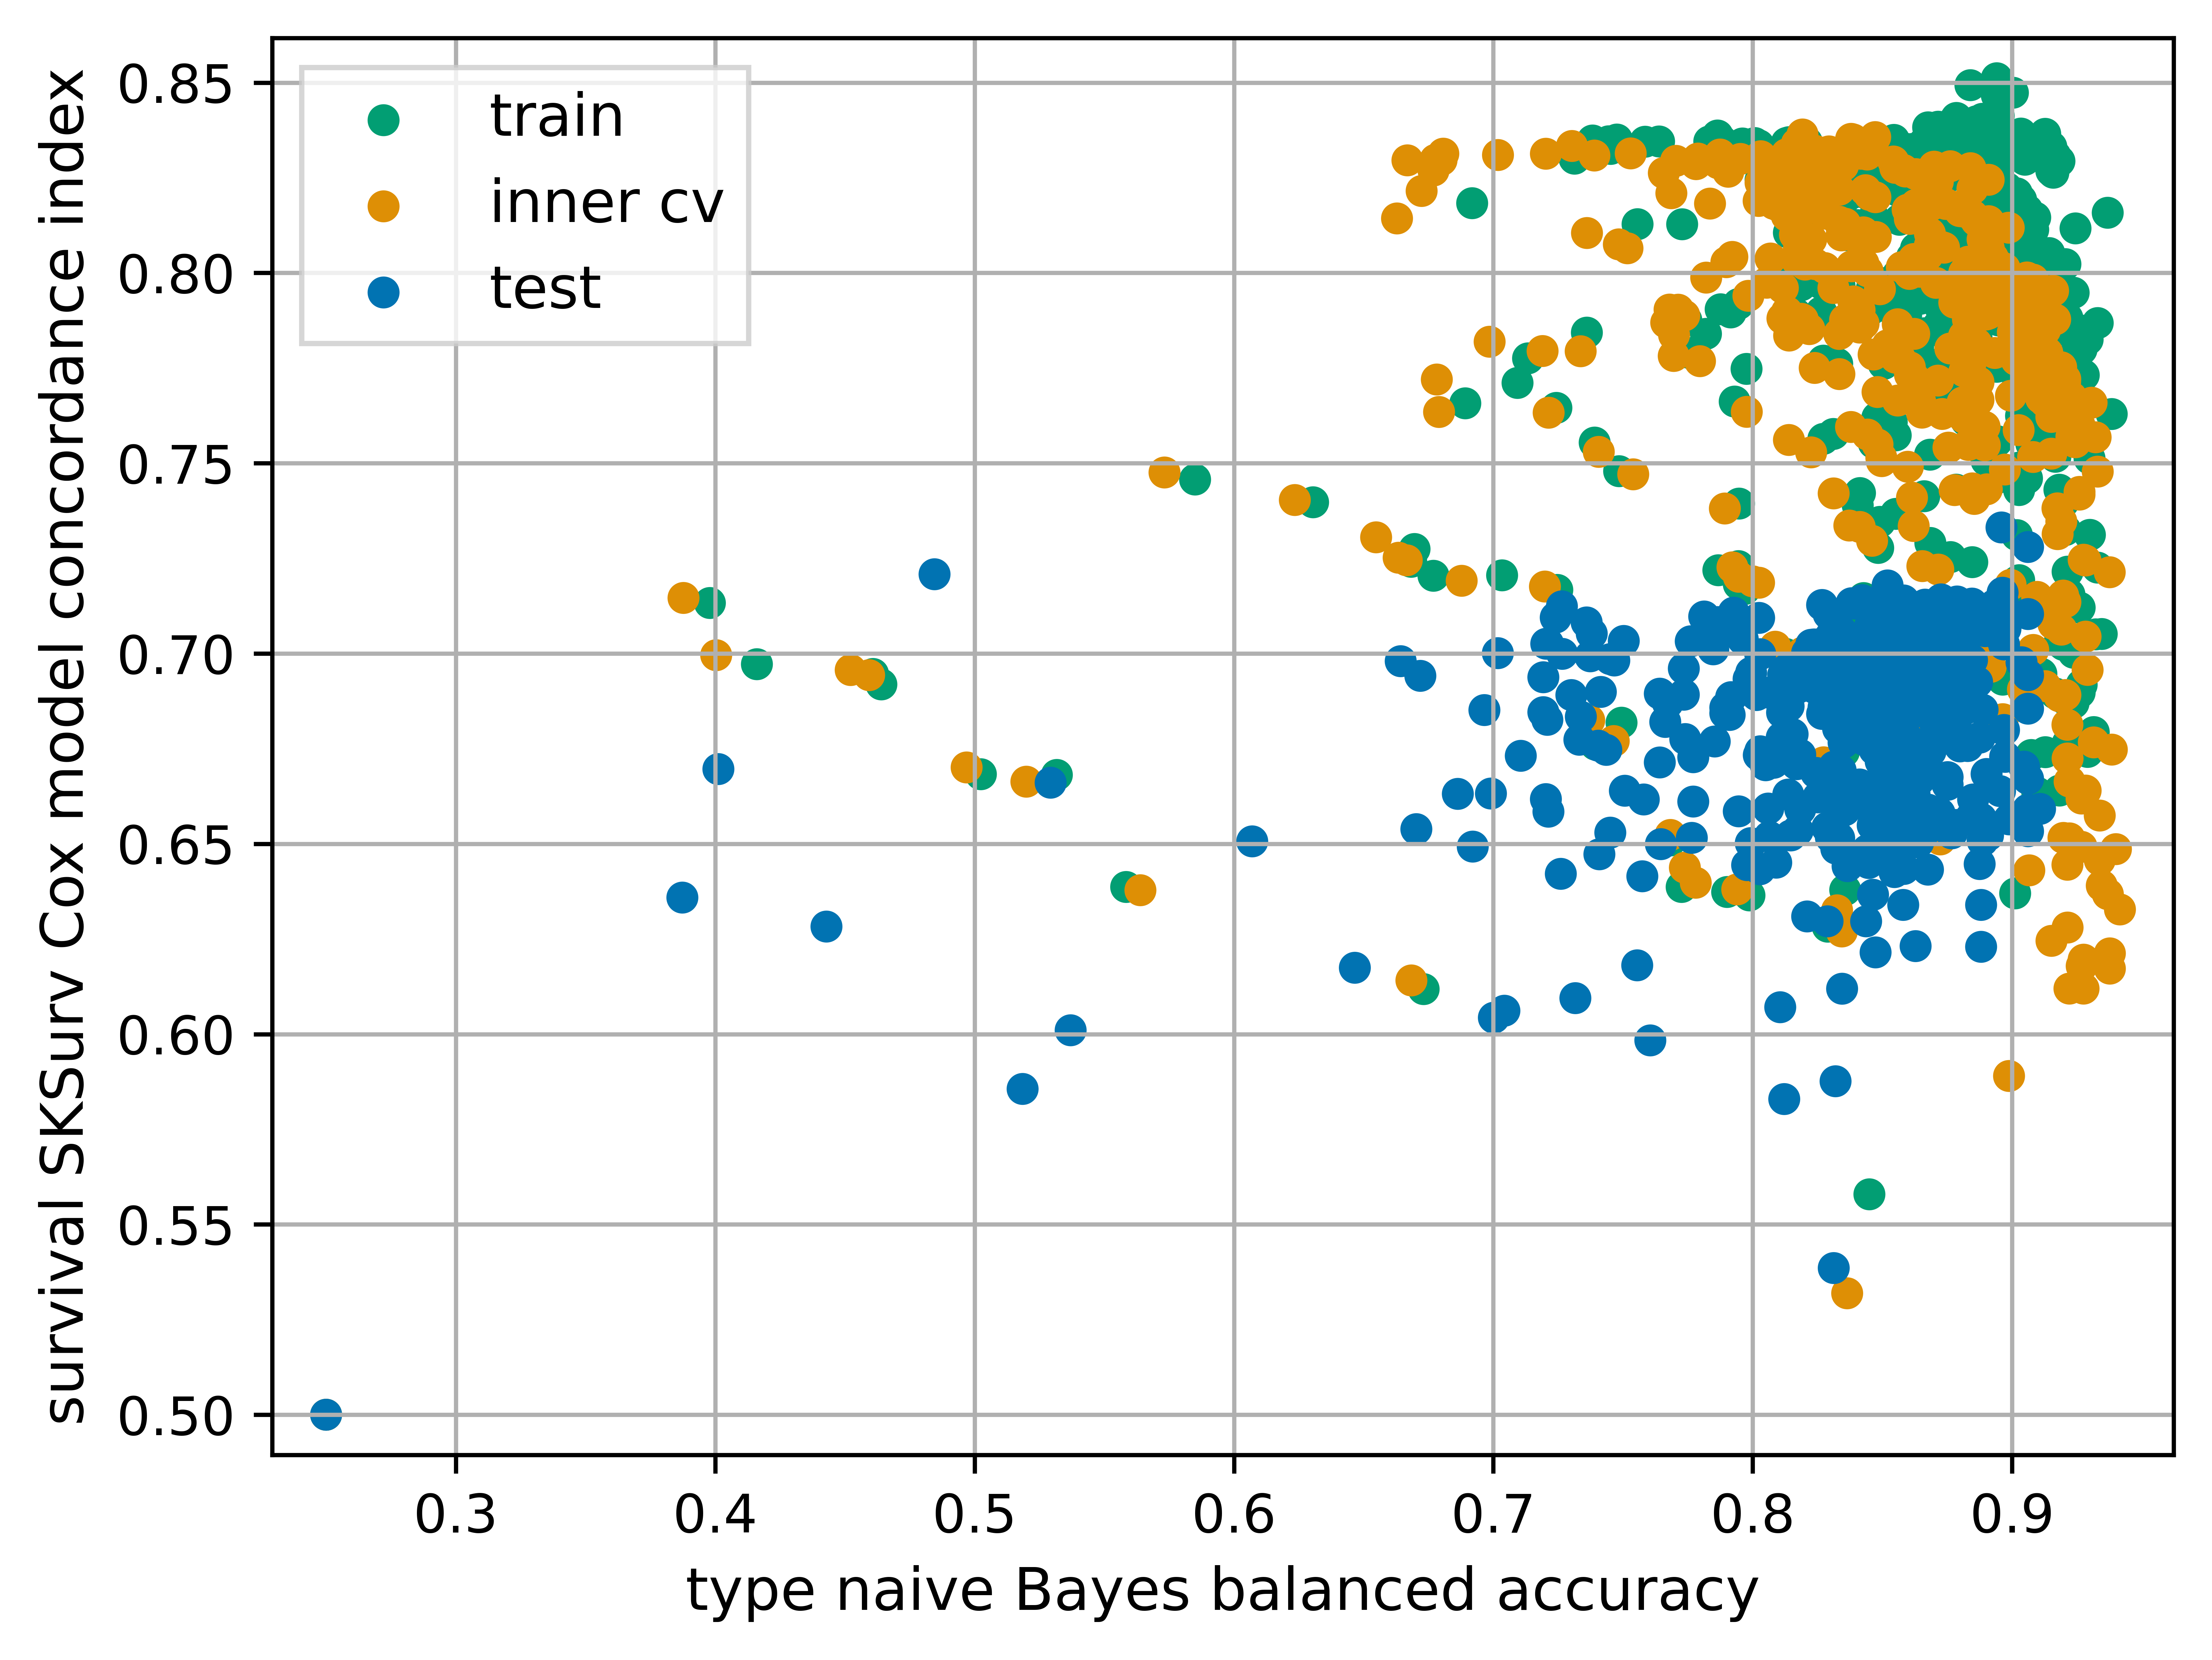 survival SKSurv Cox model concordance index
0.85
0.80
0.75
0.70
0.65
0.60
0.55
0.50
train
inner cv
test
0.3 0.4 0.5 0.6 0.7 0.8 0.9
type naive Bayes balanced accuracy